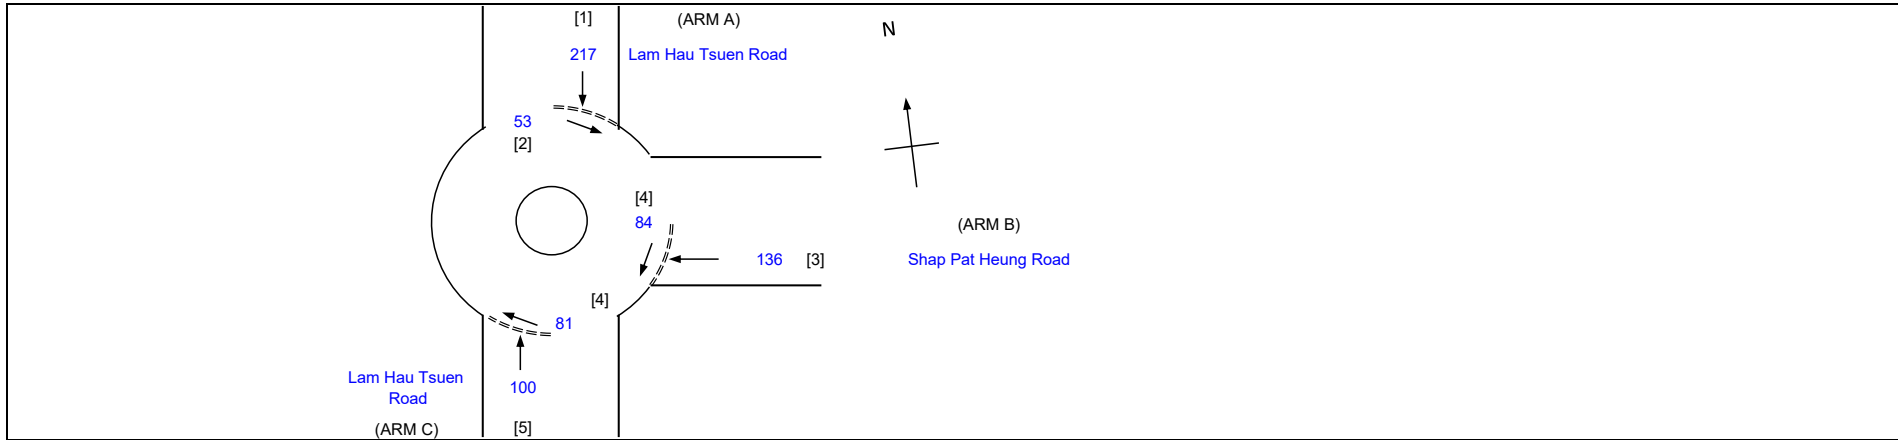 [1] (ARM A)
N
217 Lam Hau Tsuen Road
53
[2]
[4]
84
(ARM B)
136 [3] Shap Pat Heung Road
[4]
81
Lam Hau Tsuen
Road
100
(ARM C) [5]